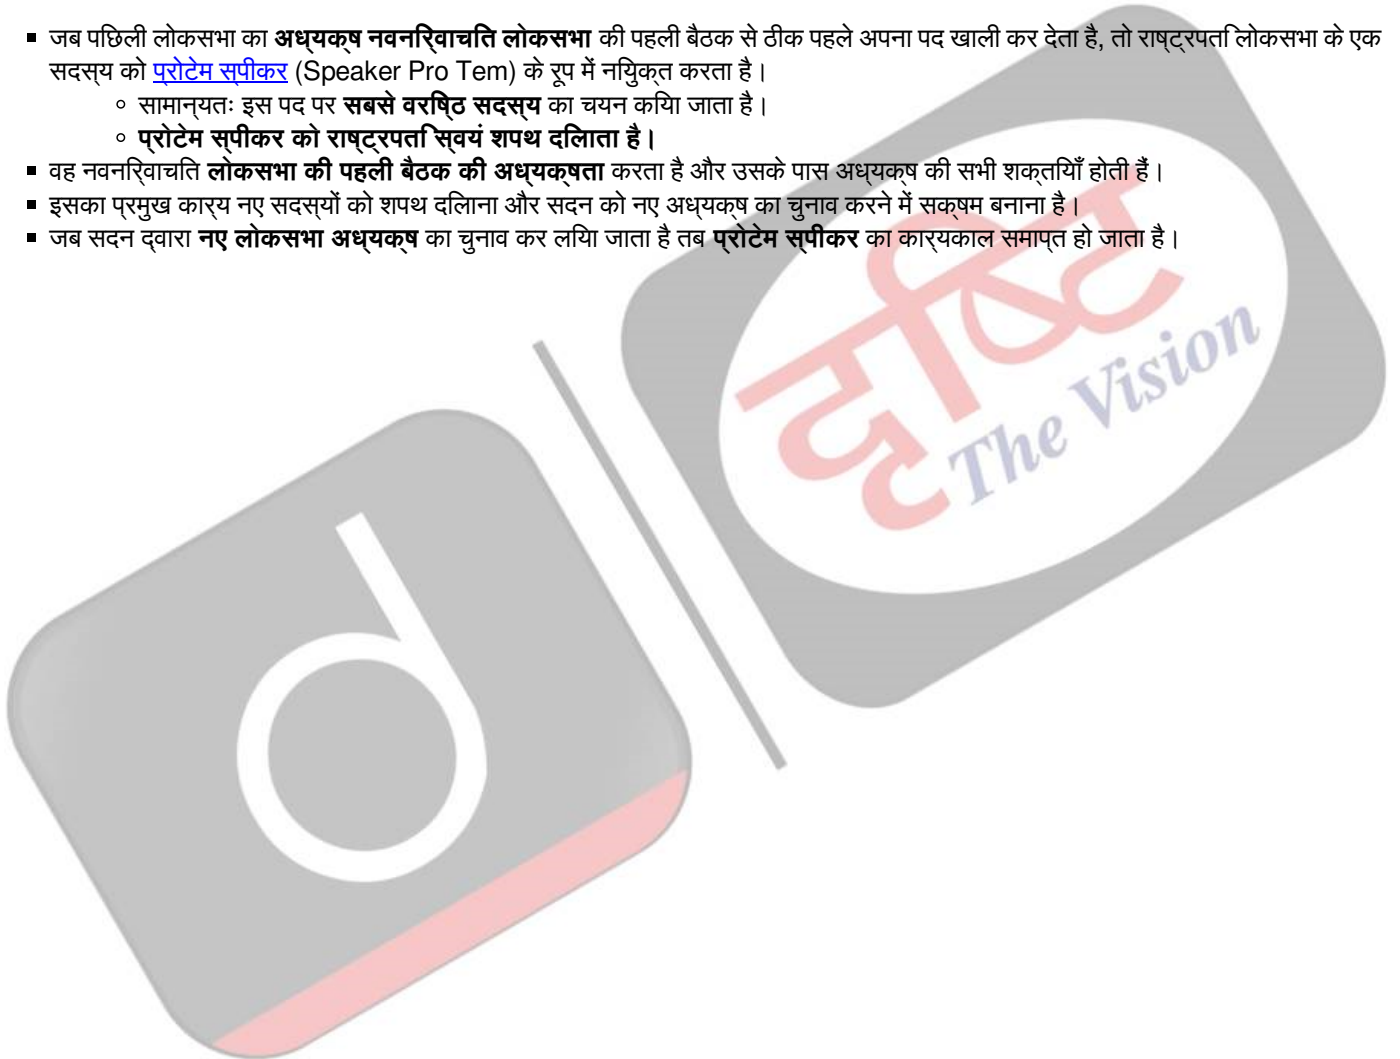 जब पिछली लोकसभा का अध्यक्ष नवनिर्वाचित लोकसभा की पहली बैठक से ठीक पहले अपना पद खाली कर देता है, तो राष्ट्रपति लोकसभा के एक
सदस्य को प्रोटेम स्पीकर (Speaker Pro Tem) के रूप में नियुक्त करता है।
सामान्यतः इस पद पर सबसे वरिष्ठ सदस्य का चयन किया जाता है।
प्रोटेम स्पीकर को राष्ट्रपति स्वयं शपथ दिलाता है।
वह नवनिर्वाचित लोकसभा की पहली बैठक की अध्यक्षता करता है और उसके पास अध्यक्ष की सभी शक्तियाँ होती हैं।
इसका प्रमुख कार्य नए सदस्यों को शपथ दिलाना और सदन को नए अध्यक्ष का चुनाव करने में सक्षम बनाना है।
जब सदन द्वारा नए लोकसभा अध्यक्ष का चुनाव कर लिया जाता है तब प्रोटेम स्पीकर का कार्यकाल समाप्त हो जाता है।
दृष्टि
The Vision
d